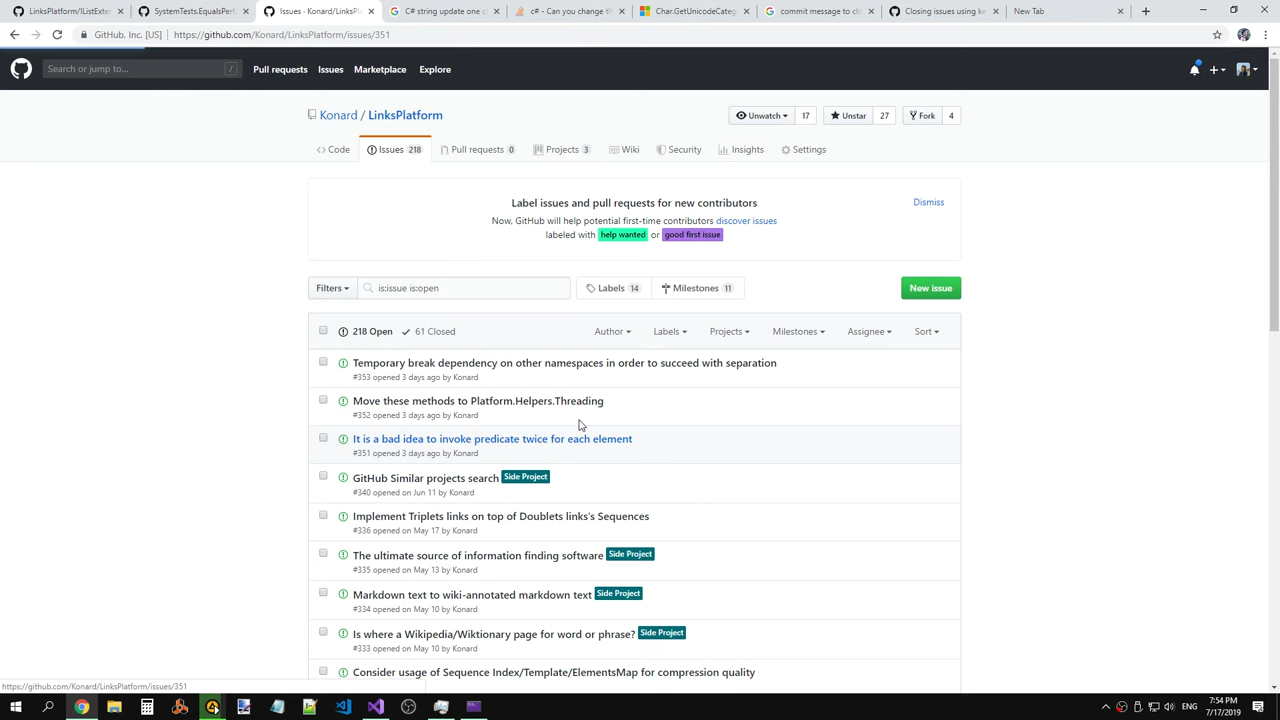 LinksPlatform/IListExten
SystemTests.EqualsPerfo
Issues - Konard/LinksPla
C# string update one ch
c# - Can you change th
Char.GetUnicodeCateg
commit message to clo
Closing issues using ke
New Tab
GitHub, Inc. [US] | https://github.com/Konard/LinksPlatform/issues/351
Search or jump to... /
Pull requests Issues Marketplace Explore
Konard / LinksPlatform
Unwatch 17 Unstar 27 Fork 4
Code Issues 218 Pull requests 0 Projects 3 Wiki Security Insights Settings
Label issues and pull requests for new contributors
Dismiss
Now, GitHub will help potential first-time contributors discover issues
labeled with help wanted or good first issue
Filters is:issue is:open Labels 14 Milestones 11 New issue
218 Open 61 Closed Author Labels Projects Milestones Assignee Sort
Temporary break dependency on other namespaces in order to succeed with separation
#353 opened 3 days ago by Konard
Move these methods to Platform.Helpers.Threading
#352 opened 3 days ago by Konard
It is a bad idea to invoke predicate twice for each element
#351 opened 3 days ago by Konard
GitHub Similar projects search Side Project
#340 opened on Jun 11 by Konard
Implement Triplets links on top of Doublets links's Sequences
#336 opened on May 17 by Konard
The ultimate source of information finding software Side Project
#335 opened on May 13 by Konard
Markdown text to wiki-annotated markdown text Side Project
#334 opened on May 10 by Konard
Is where a Wikipedia/Wiktionary page for word or phrase? Side Project
#333 opened on May 10 by Konard
Consider usage of Sequence Index/Template/ElementsMap for compression quality
https://github.com/Konard/LinksPlatform/issues/351
ENG
7:54 PM
7/17/2019